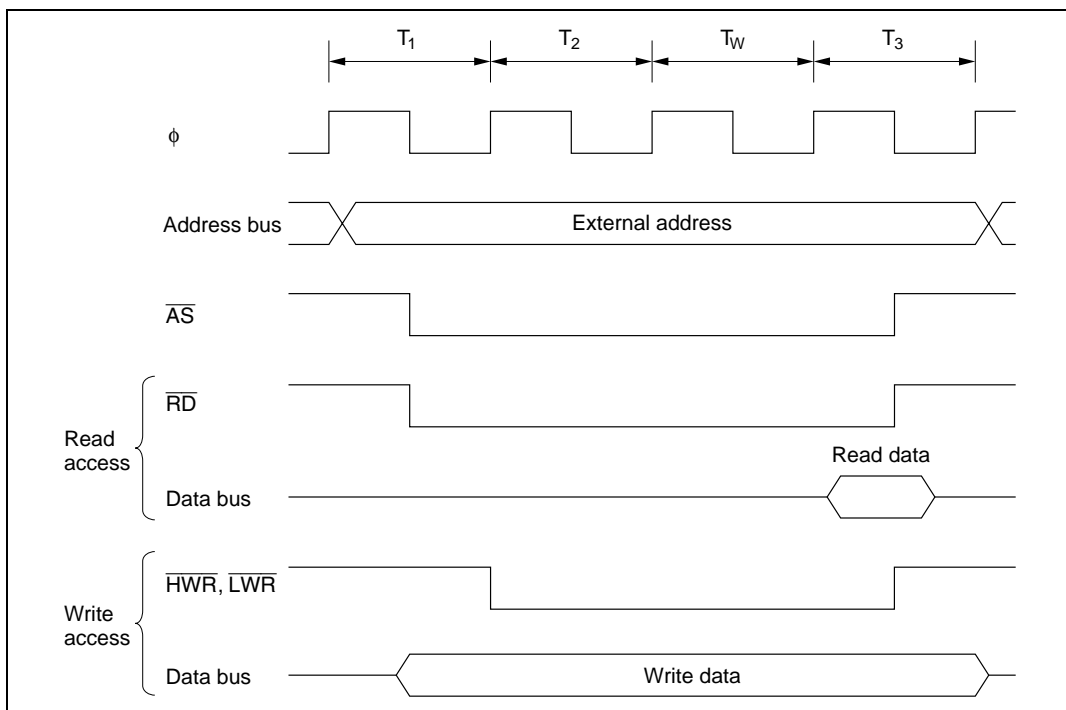 T1 T2 TW T3
φ
Address bus External address
AS
Read access
RD
Read data
Data bus
Write access
HWR, LWR
Data bus Write data